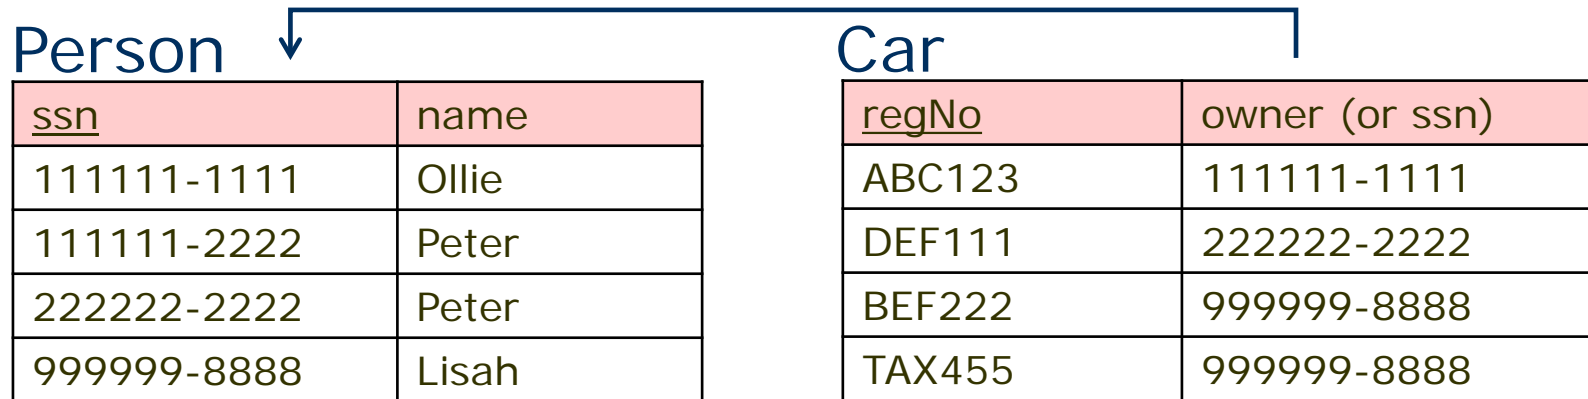 Person
ssn name
111111-1111 Ollie
111111-2222 Peter
222222-2222 Peter
999999-8888 Lisah
Car
regNo owner (or ssn)
ABC123 111111-1111
DEF111 222222-2222
BEF222 999999-8888
TAX455 999999-8888